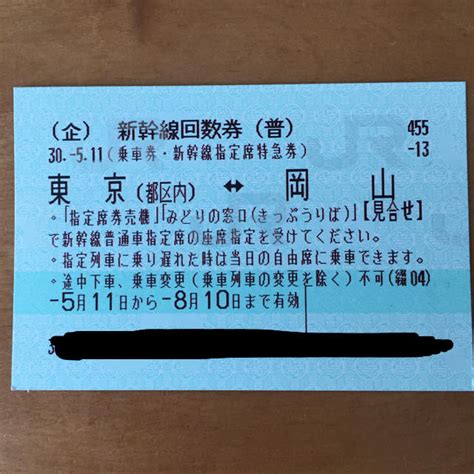 (企) 新幹線回数券(普) 455
30.-5.11(乗車券・新幹線指定席特急券) -13
東京(都区内) ↔ 岡山
・「指定席券売機」「みどりの窓口(きっぷうりば)」【見合せ】
で新幹線普通車指定席の座席指定を受けてください。
・指定列車に乗り遅れた時は当日の自由席に乗車できます。
・途中下車、乗車変更(乗車列車の変更を除く)不可(綴04)
-5月11日から-8月10日まで有効